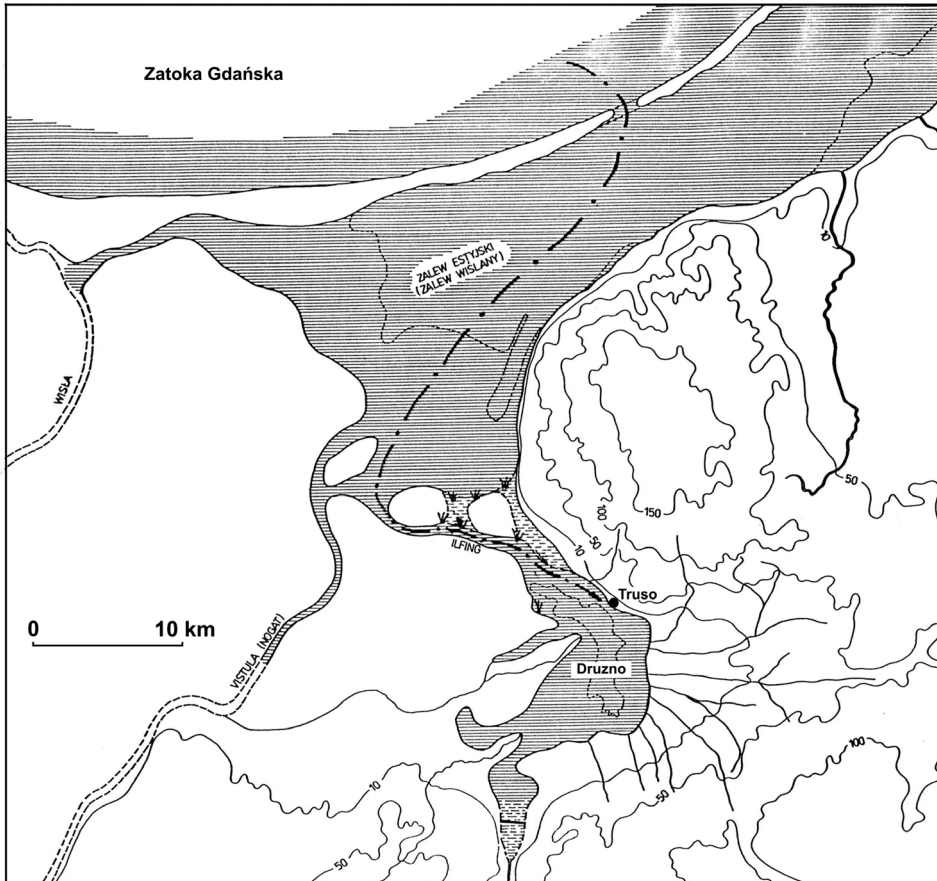 Zatoka Gdańska
ZALEW ESTYJSKI
(ZALEW WIŚLANY)
10
WISŁA
50
100
150
50
10
ILFING
Truso
0 10 km
VISTULA (NOGAT)
Druzno
100
10
50
50